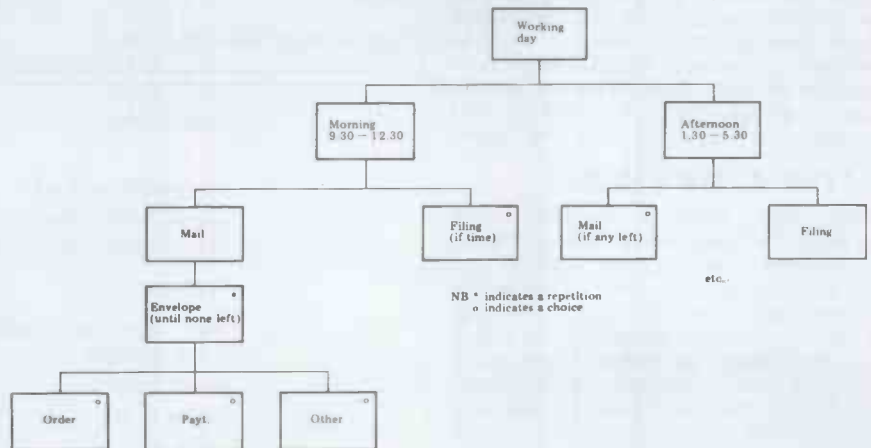 Working
day
Morning
9.30 – 12.30
Afternoon
1.30 – 5.30
Mail
Filing
(if time)
Mail
(if any left)
Filing
etc..
Envelope
(until none left)
NB * indicates a repetition
o indicates a choice
Order
Payt.
Other